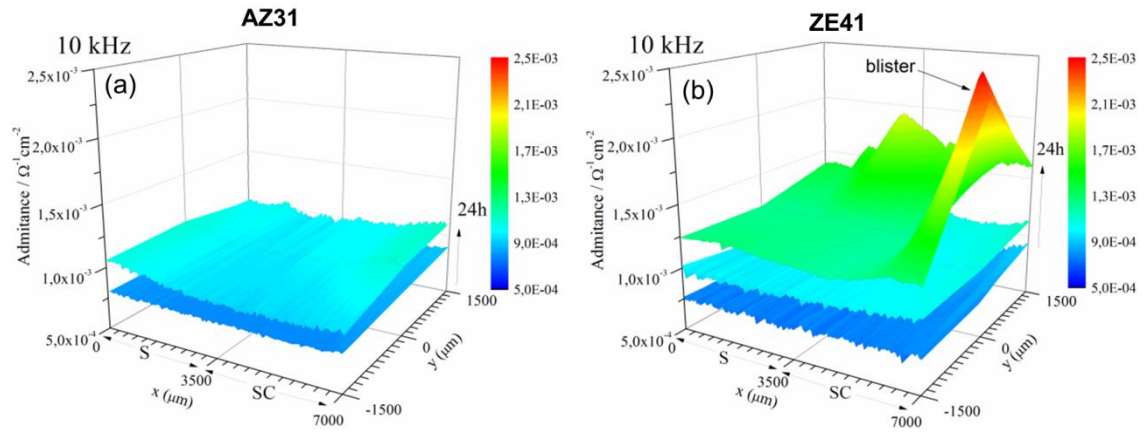 AZ31
10 kHz
(a)
2,5x10⁻³
2,0x10⁻³
1,5x10⁻³
1,0x10⁻³
5,0x10⁻⁴
Admitance / Ω⁻¹cm⁻²
0
S
3500
SC
7000
x (μm)
-1500
0
1500
y (μm)
24h
2,5E-03
2,1E-03
1,7E-03
1,3E-03
9,0E-04
5,0E-04
ZE41
10 kHz
(b)
blister
2,5x10⁻³
2,0x10⁻³
1,5x10⁻³
1,0x10⁻³
5,0x10⁻⁴
Admitance / Ω⁻¹cm⁻²
0
S
3500
SC
7000
x (μm)
-1500
0
1500
y (μm)
24h
2,5E-03
2,1E-03
1,7E-03
1,3E-03
9,0E-04
5,0E-04